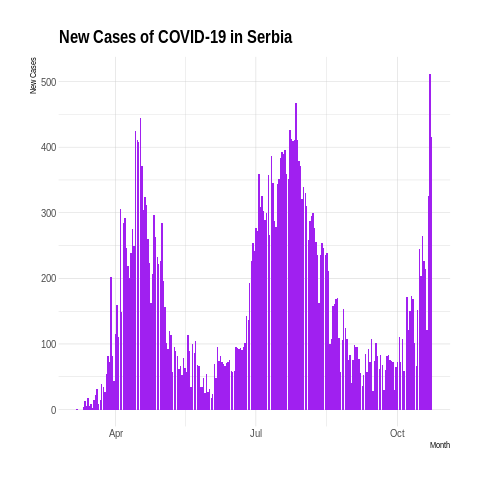 New Cases of COVID-19 in Serbia
New Cases
500
400
300
200
100
0
Apr
Jul
Oct
Month